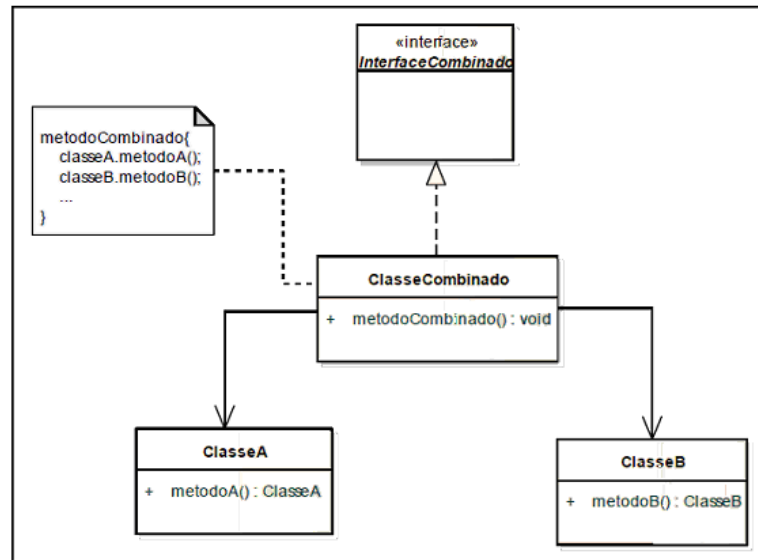 «interface»
InterfaceCombinado
metodoCombinado{
classeA.metodoA();
classeB.metodoB();
...
}
ClasseCombinado
+ metodoCombinado() : void
ClasseA
+ metodoA() : ClasseA
ClasseB
+ metodoB() : ClasseB